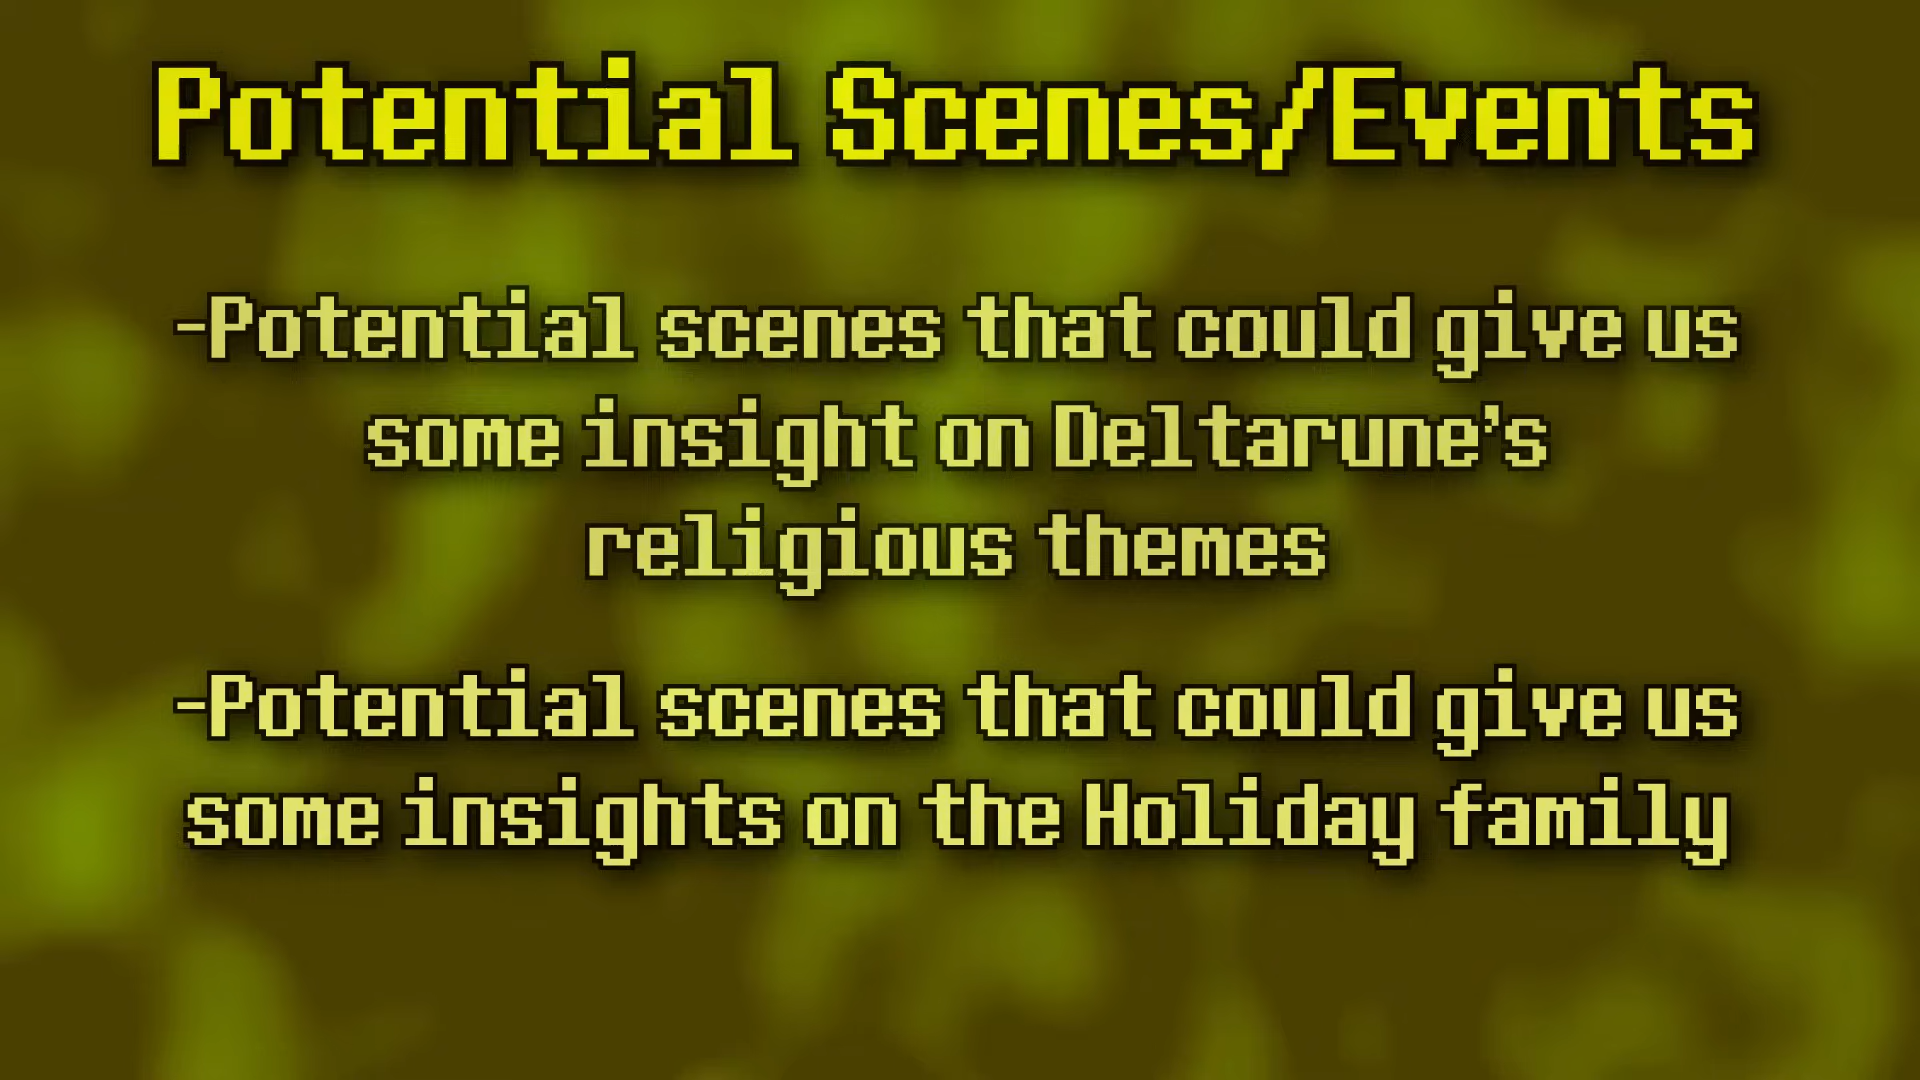 Potential Scenes/Events
-Potential scenes that could give us
some insight on Deltarune's
religious themes
-Potential scenes that could give us
some insights on the Holiday family